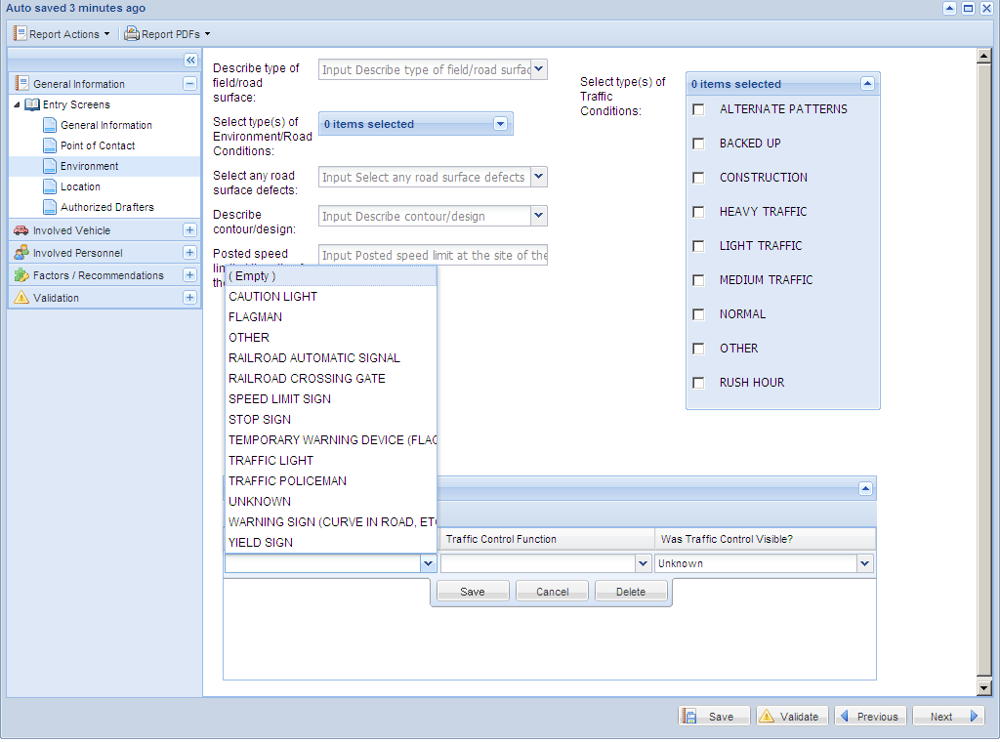 Auto saved 3 minutes ago
Report Actions
Report PDFs
General Information
Entry Screens
General Information
Point of Contact
Environment
Location
Authorized Drafters
Involved Vehicle
Involved Personnel
Factors / Recommendations
Validation
Describe type of
field/road
surface:
Input Describe type of field/road surfac
Select type(s) of
Environment/Road
Conditions:
0 items selected
Select any road
surface defects:
Input Select any road surface defects
Describe
contour/design:
Input Describe contour/design
Posted speed
Input Posted speed limit at the site of the
Select type(s) of
Traffic
Conditions:
0 items selected
ALTERNATE PATTERNS
BACKED UP
CONSTRUCTION
HEAVY TRAFFIC
LIGHT TRAFFIC
MEDIUM TRAFFIC
NORMAL
OTHER
RUSH HOUR
( Empty )
CAUTION LIGHT
FLAGMAN
OTHER
RAILROAD AUTOMATIC SIGNAL
RAILROAD CROSSING GATE
SPEED LIMIT SIGN
STOP SIGN
TEMPORARY WARNING DEVICE (FLAG
TRAFFIC LIGHT
TRAFFIC POLICEMAN
UNKNOWN
WARNING SIGN (CURVE IN ROAD, ETC
YIELD SIGN
Traffic Control Function
Was Traffic Control Visible?
Unknown
Save
Cancel
Delete
Save
Validate
Previous
Next